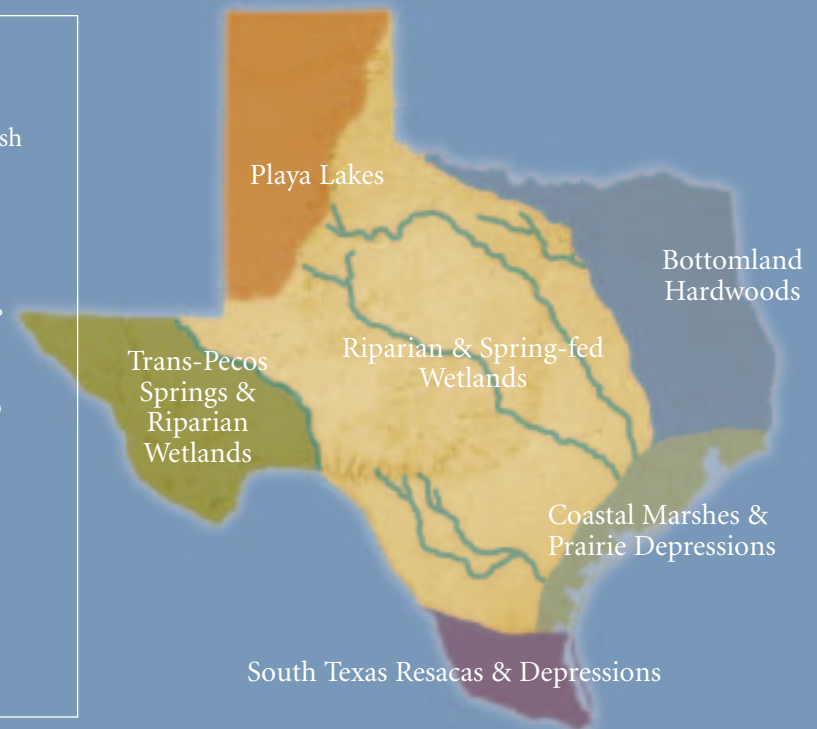 sh
Playa Lakes
Bottomland
Hardwoods
Riparian & Spring-fed
Wetlands
Trans-Pecos
Springs &
Riparian
Wetlands
Coastal Marshes &
Prairie Depressions
South Texas Resacas & Depressions